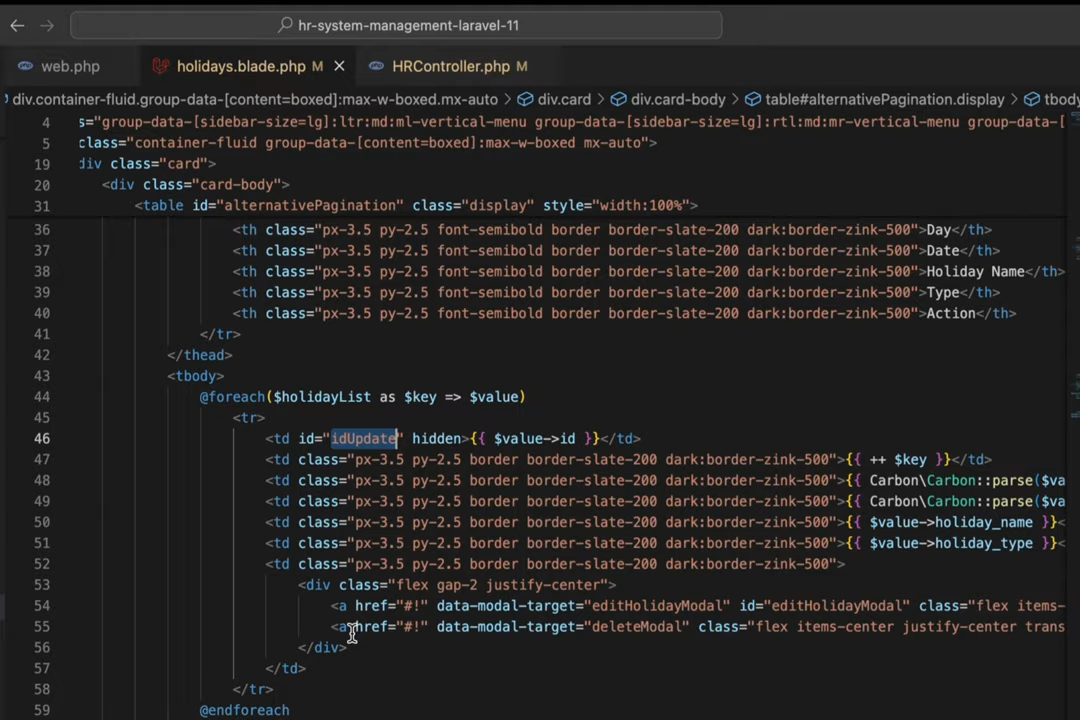 hr-system-management-laravel-11
web.php
holidays.blade.php M
HRController.php M
div.container-fluid.group-data-[content=boxed]:max-w-boxed.mx-auto > div.card > div.card-body > table#alternativePagination.display > tbody
4 s="group-data-[sidebar-size=lg]:ltr:md:ml-vertical-menu group-data-[sidebar-size=lg]:rtl:md:mr-vertical-menu group-data-[
5 class="container-fluid group-data-[content=boxed]:max-w-boxed mx-auto">
19 div class="card">
20 <div class="card-body">
31 <table id="alternativePagination" class="display" style="width:100%">
36 <th class="px-3.5 py-2.5 font-semibold border border-slate-200 dark:border-zink-500">Day</th>
37 <th class="px-3.5 py-2.5 font-semibold border border-slate-200 dark:border-zink-500">Date</th>
38 <th class="px-3.5 py-2.5 font-semibold border border-slate-200 dark:border-zink-500">Holiday Name</th>
39 <th class="px-3.5 py-2.5 font-semibold border border-slate-200 dark:border-zink-500">Type</th>
40 <th class="px-3.5 py-2.5 font-semibold border border-slate-200 dark:border-zink-500">Action</th>
41 </tr>
42 </thead>
43 <tbody>
44 @foreach($holidayList as $key => $value)
45 <tr>
46 <td id="idUpdate" hidden>{{ $value->id }}</td>
47 <td class="px-3.5 py-2.5 border border-slate-200 dark:border-zink-500">{{ ++ $key }}</td>
48 <td class="px-3.5 py-2.5 border border-slate-200 dark:border-zink-500">{{ Carbon\Carbon::parse($va
49 <td class="px-3.5 py-2.5 border border-slate-200 dark:border-zink-500">{{ Carbon\Carbon::parse($va
50 <td class="px-3.5 py-2.5 border border-slate-200 dark:border-zink-500">{{ $value->holiday_name }}<
51 <td class="px-3.5 py-2.5 border border-slate-200 dark:border-zink-500">{{ $value->holiday_type }}<
52 <td class="px-3.5 py-2.5 border border-slate-200 dark:border-zink-500">
53 <div class="flex gap-2 justify-center">
54 <a href="#!" data-modal-target="editHolidayModal" id="editHolidayModal" class="flex items-
55 <a href="#!" data-modal-target="deleteModal" class="flex items-center justify-center trans
56 </div>
57 </td>
58 </tr>
59 @endforeach